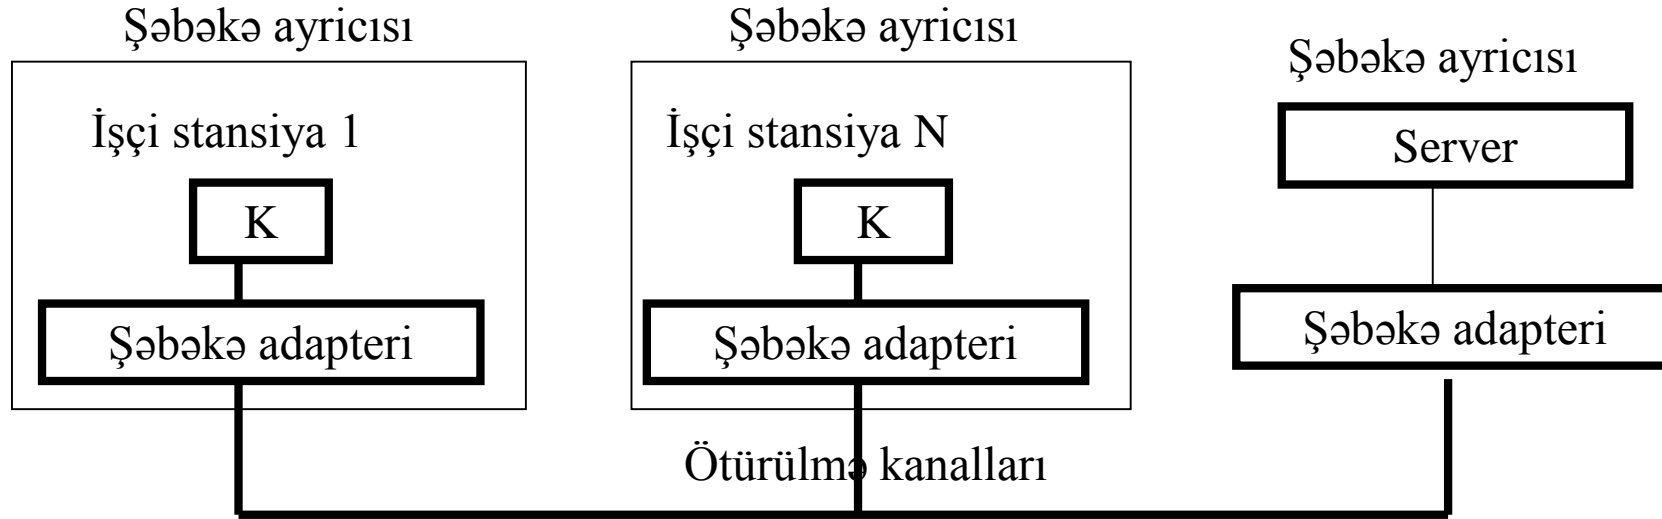 Şəbəkə ayricısı
Şəbəkə ayricısı
Şəbəkə ayricısı
İşçi stansiya 1
İşçi stansiya N
Server
K
K
Şəbəkə adapteri
Şəbəkə adapteri
Şəbəkə adapteri
Ötürülmə kanalları